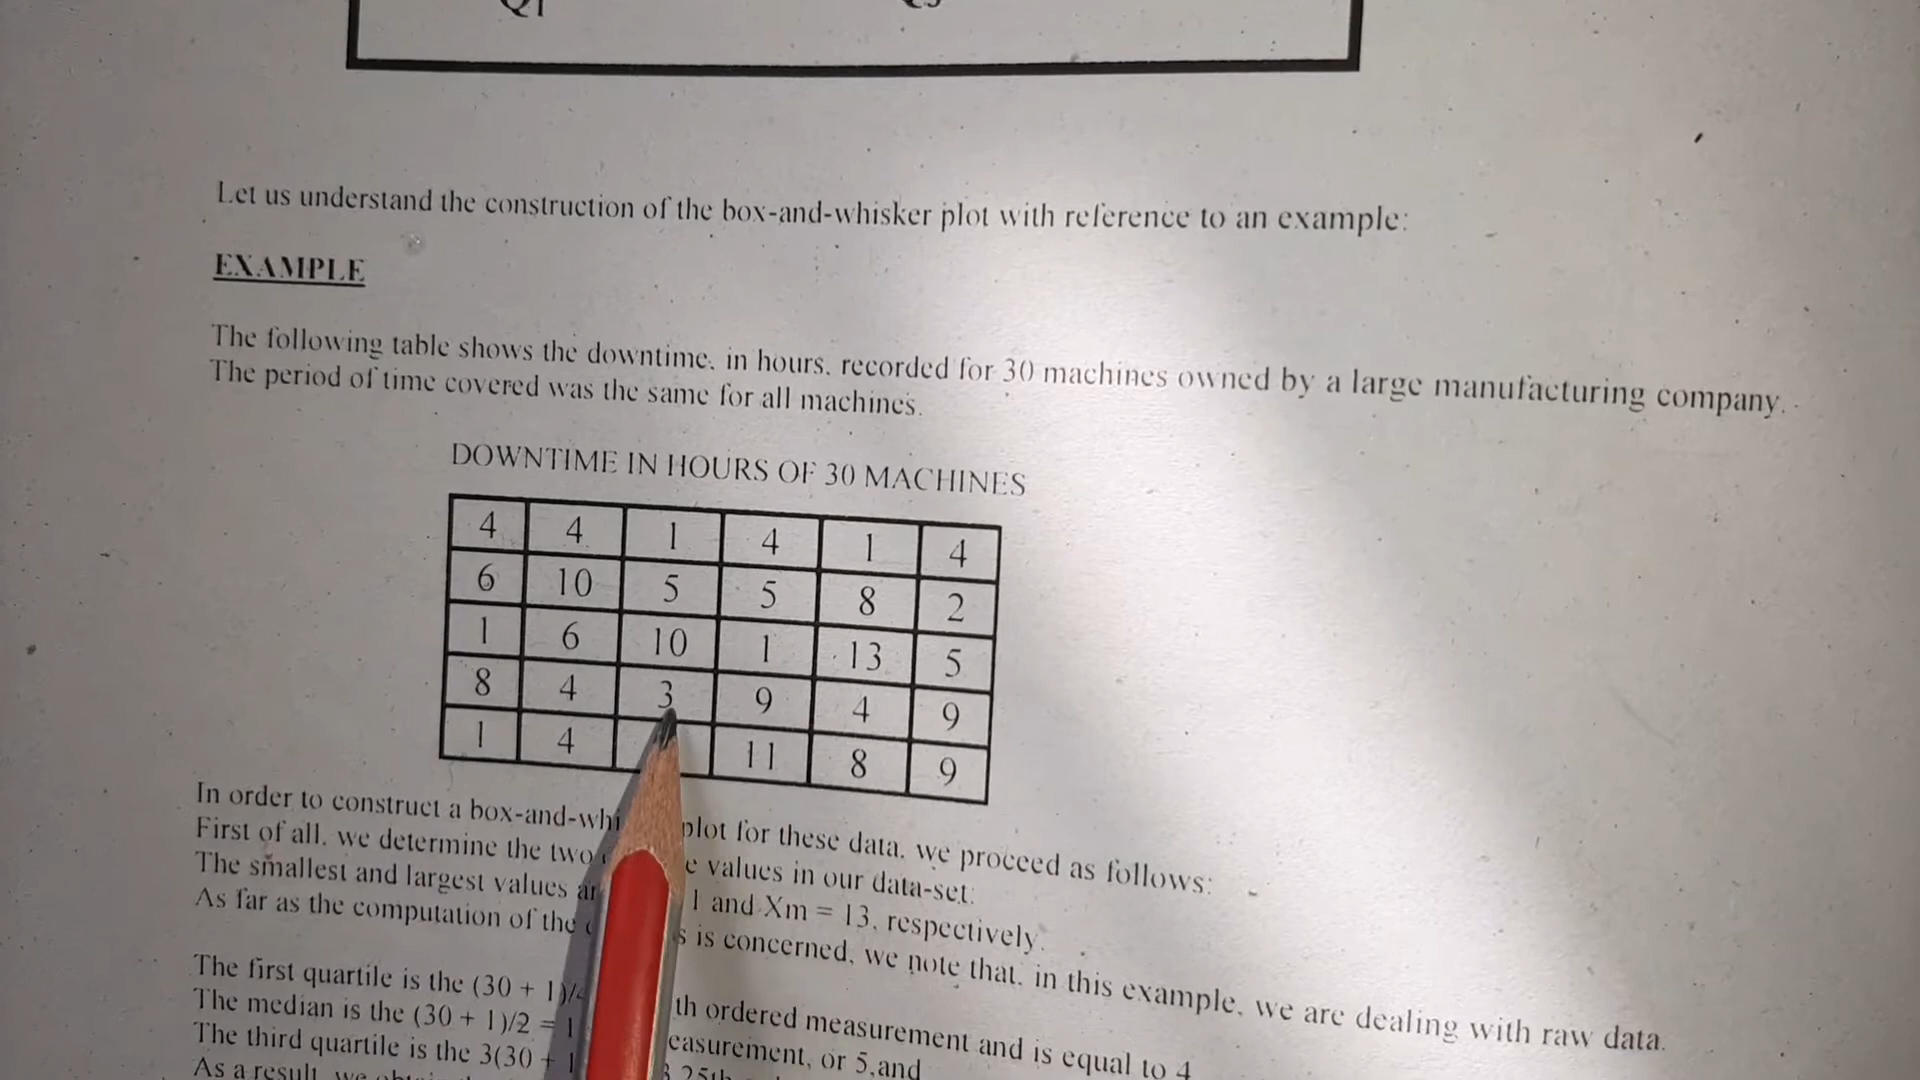 Let us understand the construction of the box-and-whisker plot with reference to an example:
EXAMPLE
The following table shows the downtime, in hours, recorded for 30 machines owned by a large manufacturing company.
The period of time covered was the same for all machines.
DOWNTIME IN HOURS OF 30 MACHINES
4 4 1 4 1 4
6 10 5 5 8 2
1 6 10 1 13 5
8 4 3 9 4 9
1 4 11 8 9
In order to construct a plot for these data, we proceed as follows:
First of all, we determine the two values in our data-set:
The smallest and largest values 1 and Xm = 13, respectively.
As far as the computation of the is concerned, we note that, in this example, we are dealing with raw data.
The first quartile is the (30 + 1)/4 th ordered measurement and is equal to 4
The median is the (30 + 1)/2 = or 5,and
The third quartile is the 3(30 + 1
As a result, we